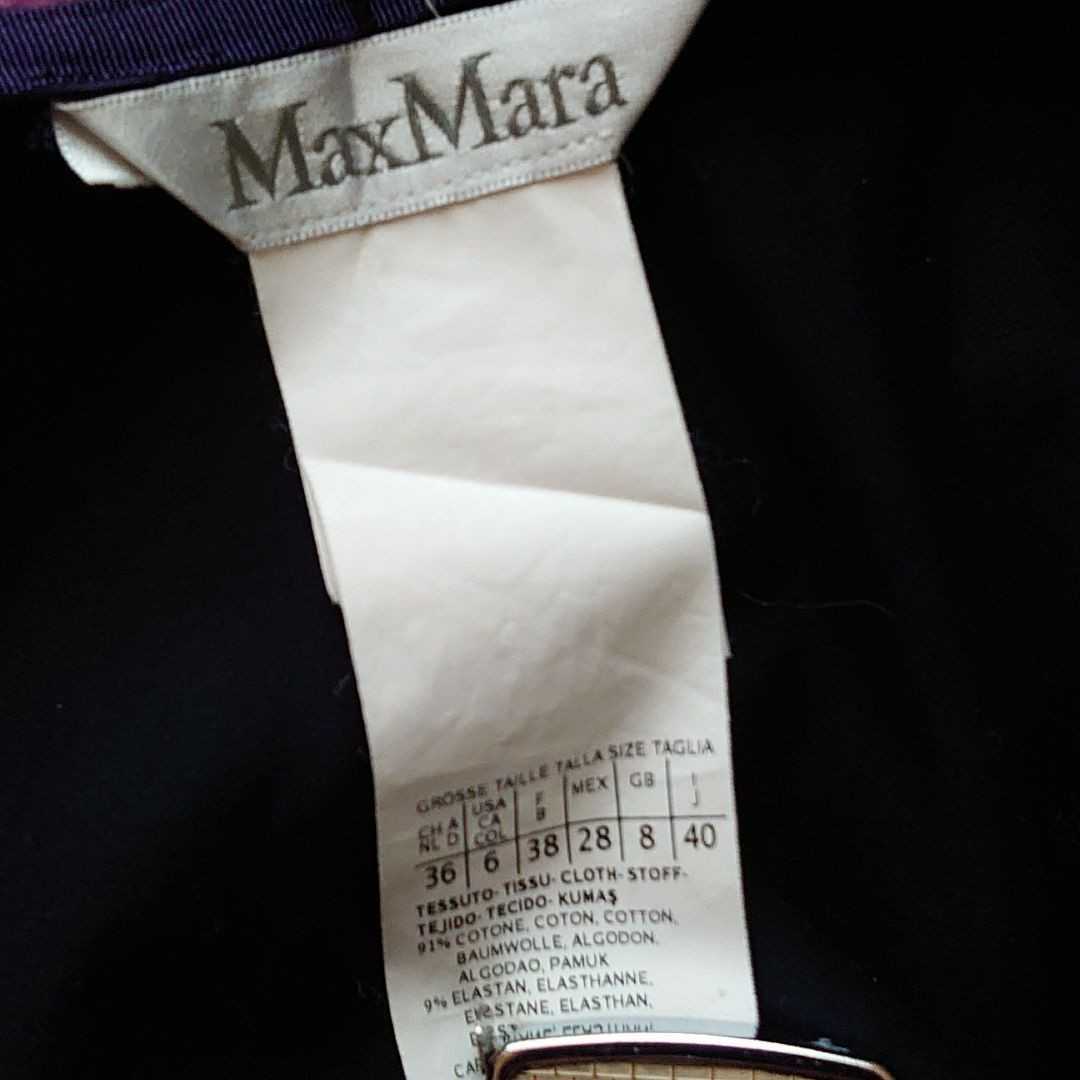 MaxMara
GROSSE TAILLE TALLA SIZE TAGLIA
CH A USA F MEX GB I
NL D CA B J
COL
36 6 38 28 8 40
TESSUTO-TISSU-CLOTH-STOFF-
TEJIDO-TECIDO-KUMAŞ
91% COTONE, COTON, COTTON,
BAUMWOLLE, ALGODON,
ALGODAO, PAMUK
9% ELASTAN, ELASTHANNE,
ELASTANE, ELASTHAN,